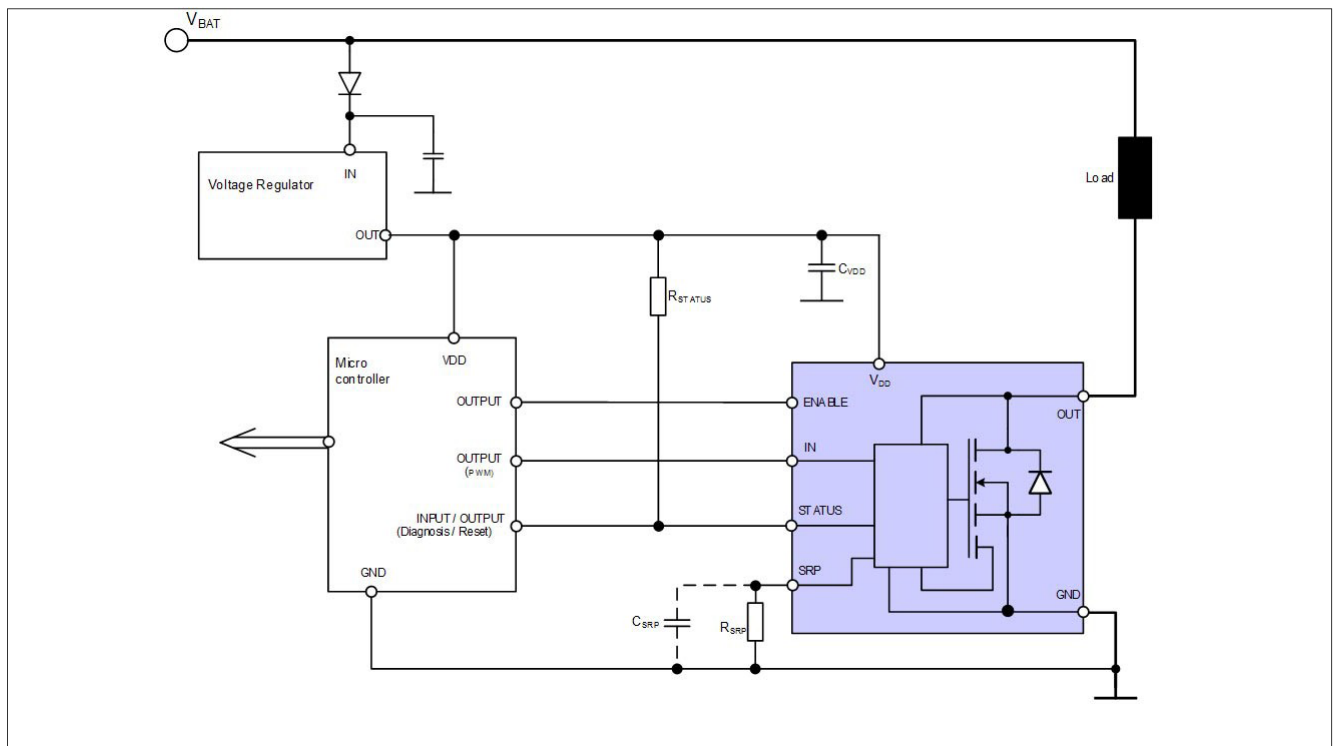 VBAT
IN
Voltage Regulator
OUT
Load
CVDD
RSTATUS
Micro
controller
VDD
VDD
OUTPUT
ENABLE
OUT
OUTPUT
(PWM)
IN
INPUT / OUTPUT
(Diagnosis / Reset)
STATUS
GND
SRP
GND
CSRP
RSRP